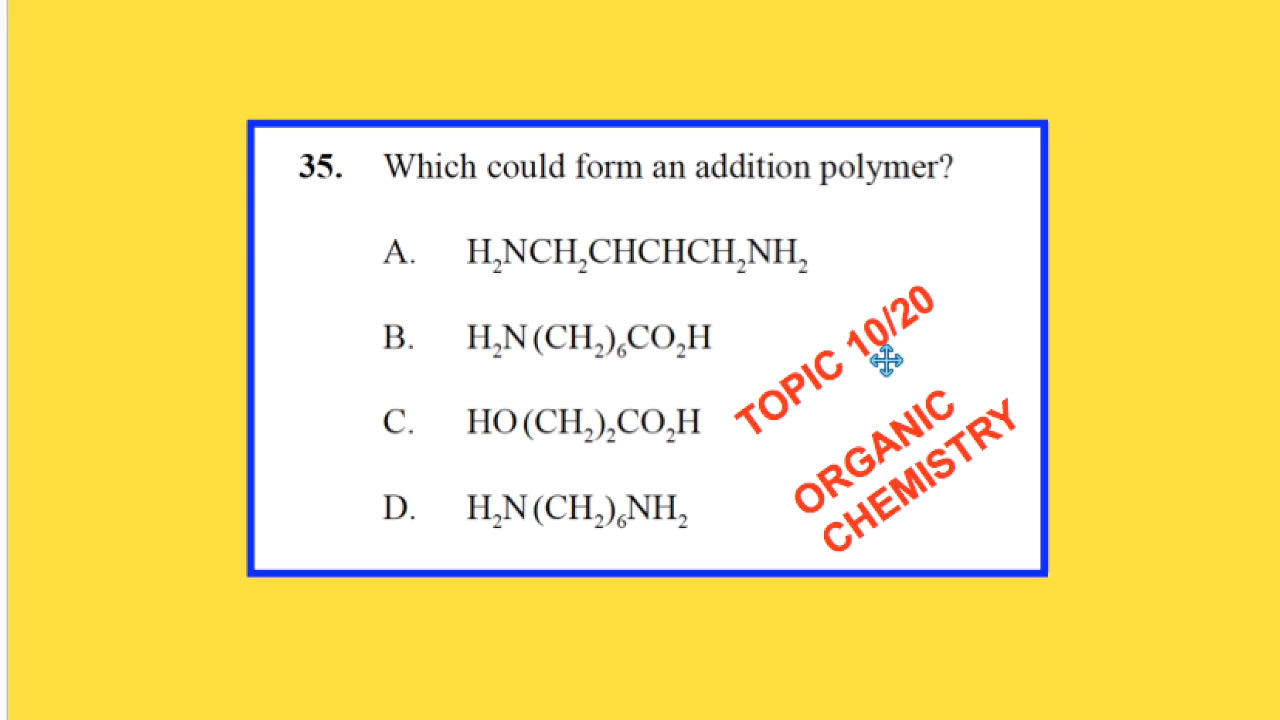 35. Which could form an addition polymer?
A. H₂NCH₂CHCHCH₂NH₂
B. H₂N(CH₂)₆CO₂H
C. HO(CH₂)₂CO₂H
D. H₂N(CH₂)₆NH₂
TOPIC 10/20
ORGANIC
CHEMISTRY